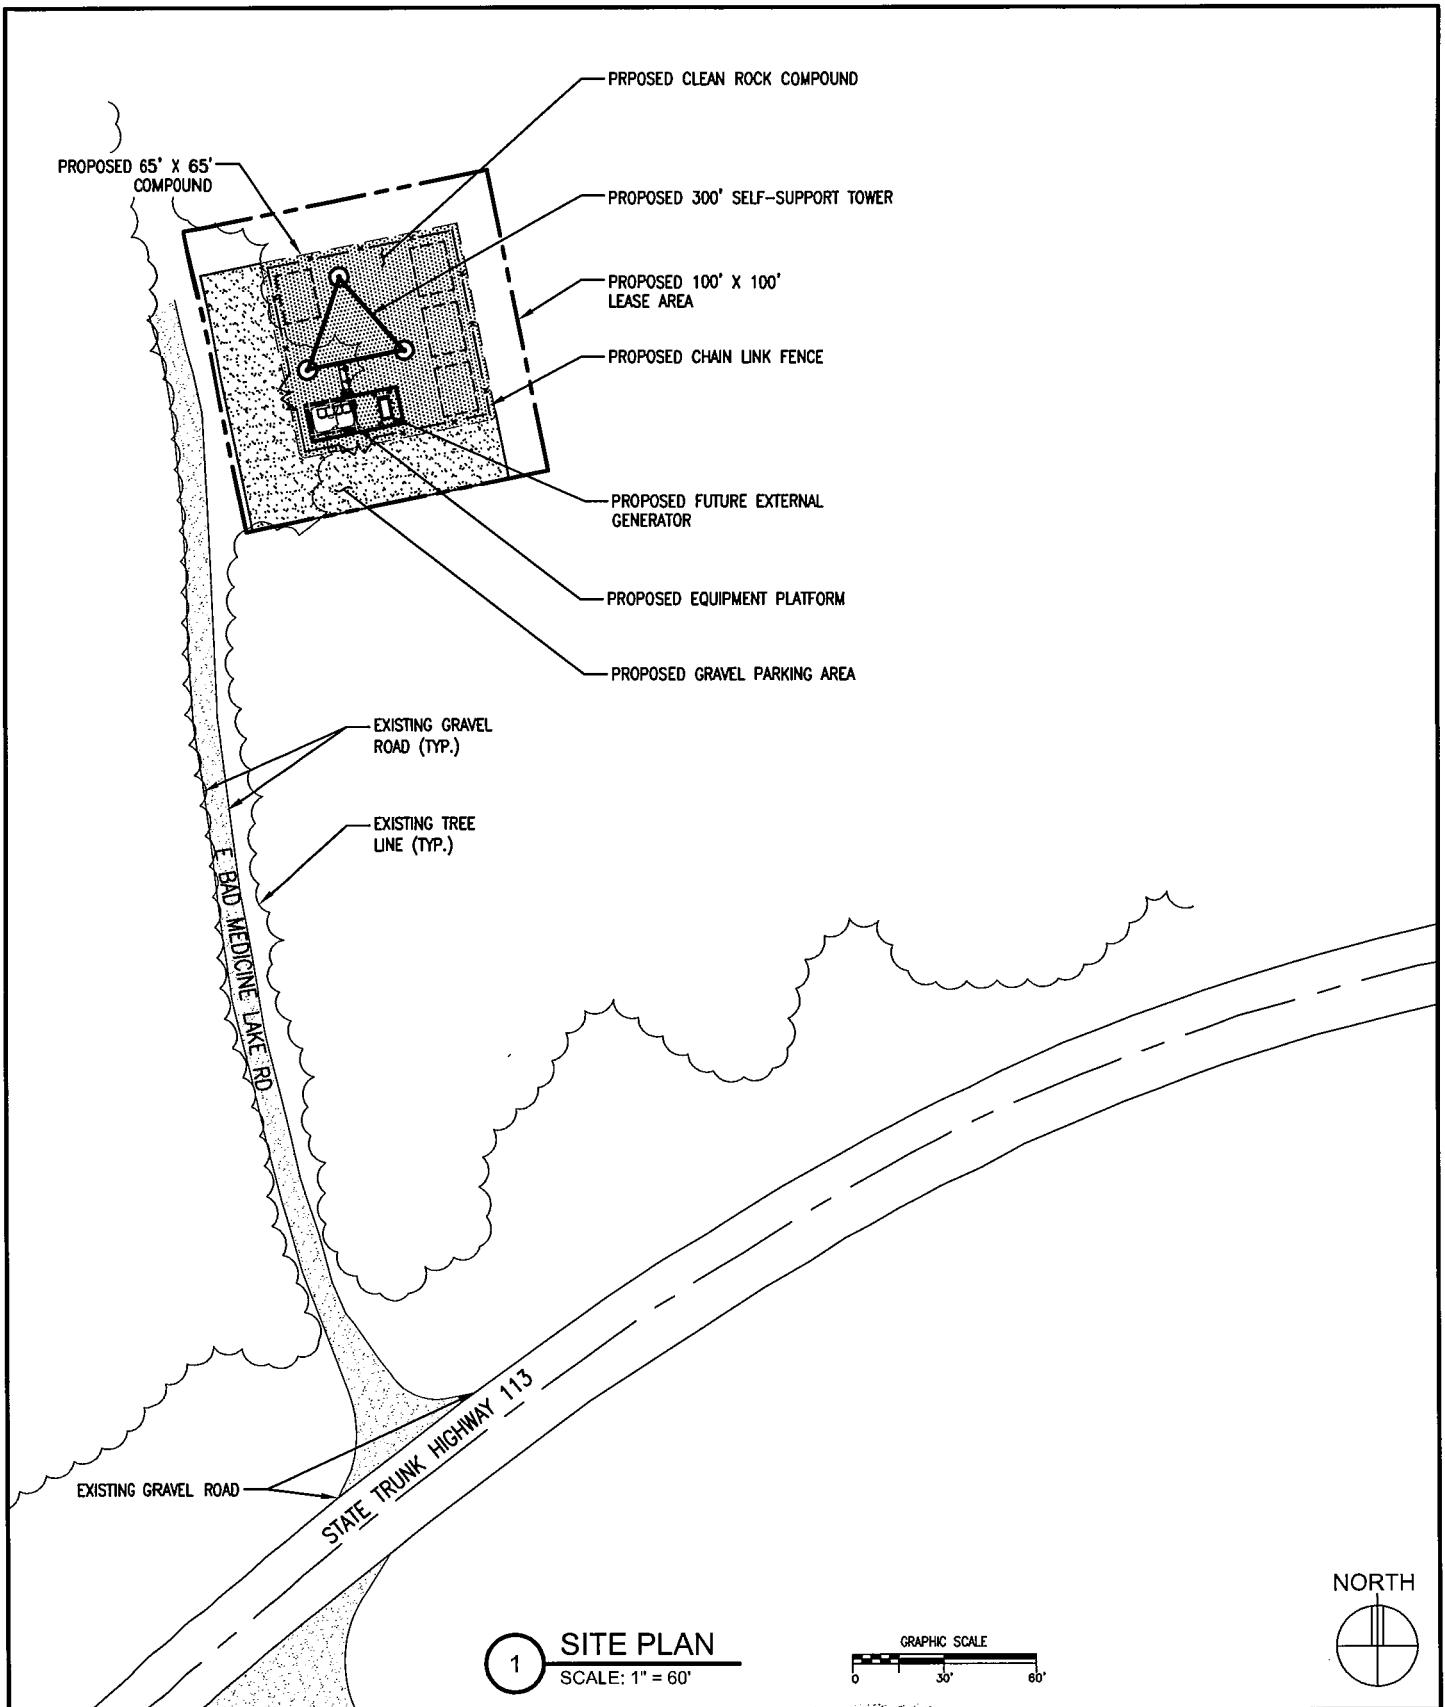 PRPOSED CLEAN ROCK COMPOUND
PROPOSED 65' X 65'
COMPOUND
PROPOSED 300' SELF-SUPPORT TOWER
PROPOSED 100' X 100'
LEASE AREA
PROPOSED CHAIN LINK FENCE
PROPOSED FUTURE EXTERNAL
GENERATOR
PROPOSED EQUIPMENT PLATFORM
PROPOSED GRAVEL PARKING AREA
EXISTING GRAVEL
ROAD (TYP.)
EXISTING TREE
LINE (TYP.)
E BAD MEDICINE LAKE RD
STATE TRUNK HIGHWAY 113
EXISTING GRAVEL ROAD
NORTH
1
SITE PLAN
SCALE: 1" = 60'
GRAPHIC SCALE
0 30' 60'